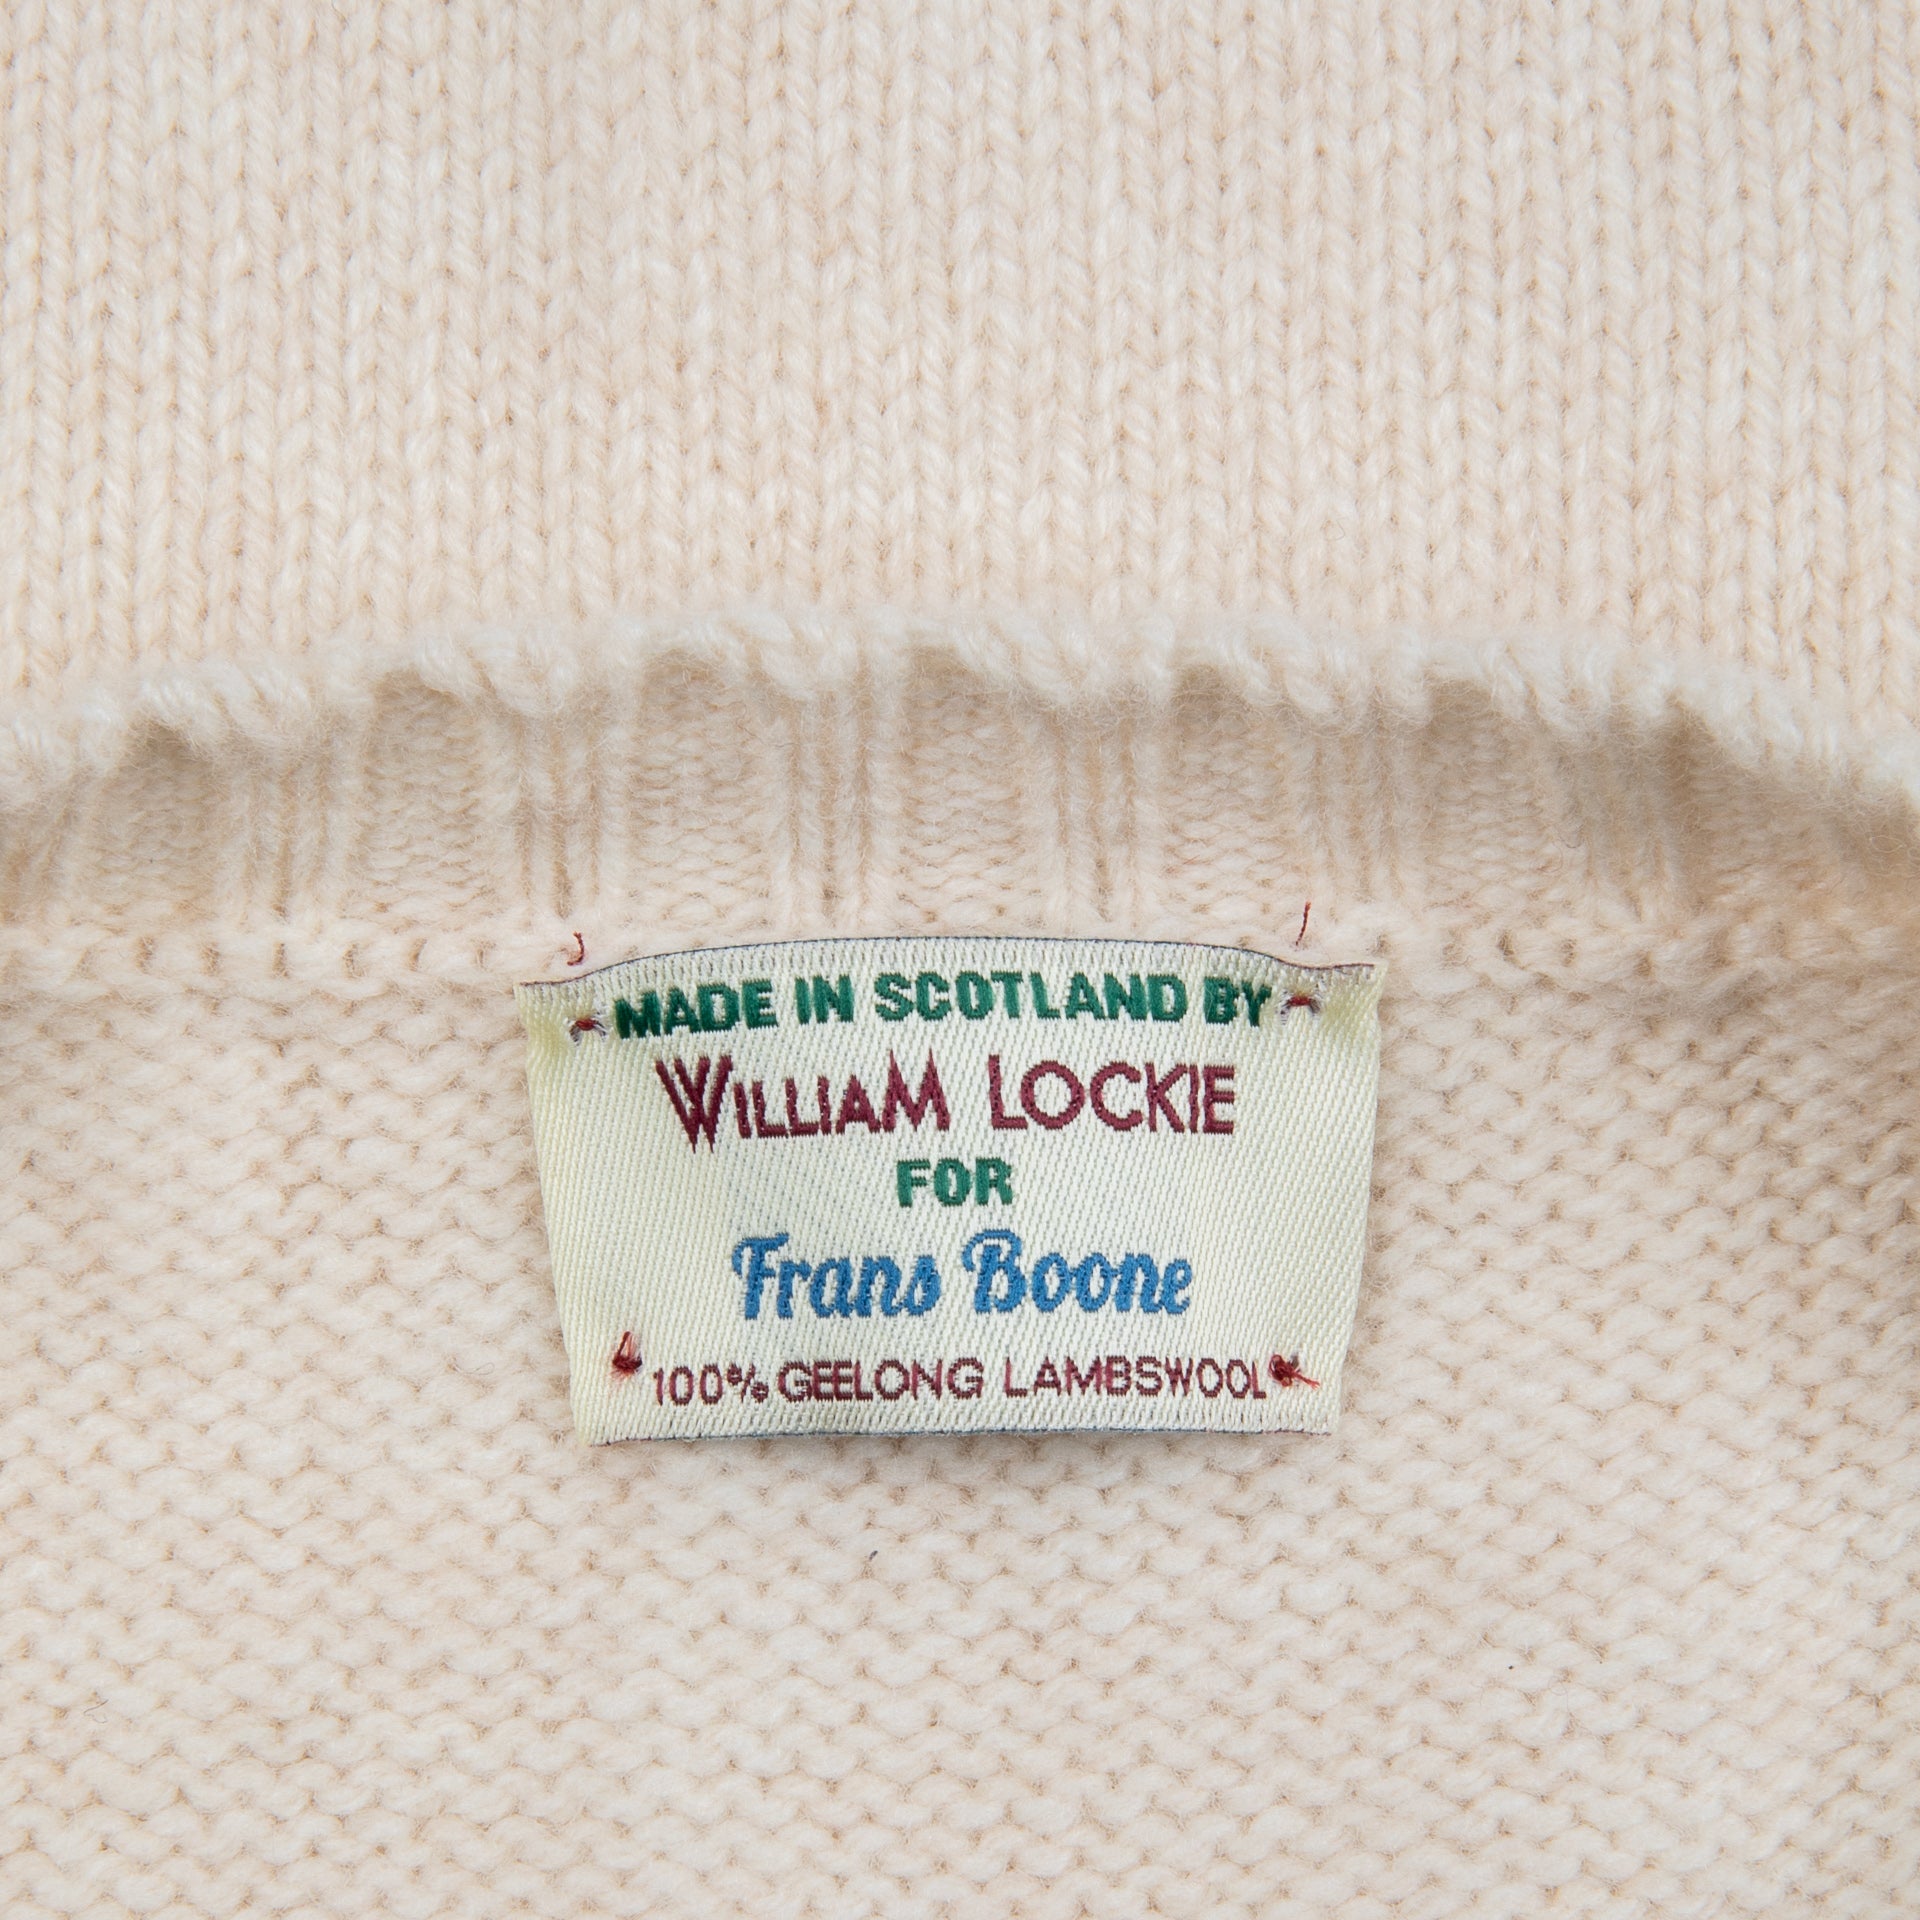 MADE IN SCOTLAND BY
WILLIAM LOCKIE
FOR
Frans Boone
100% GEELONG LAMBSWOOL